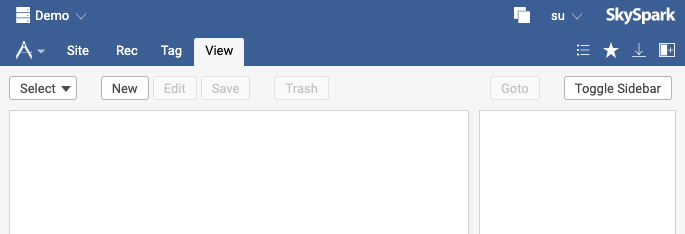 Demo su SkySpark
Site Rec Tag View
Select New Edit Save Trash Goto Toggle Sidebar